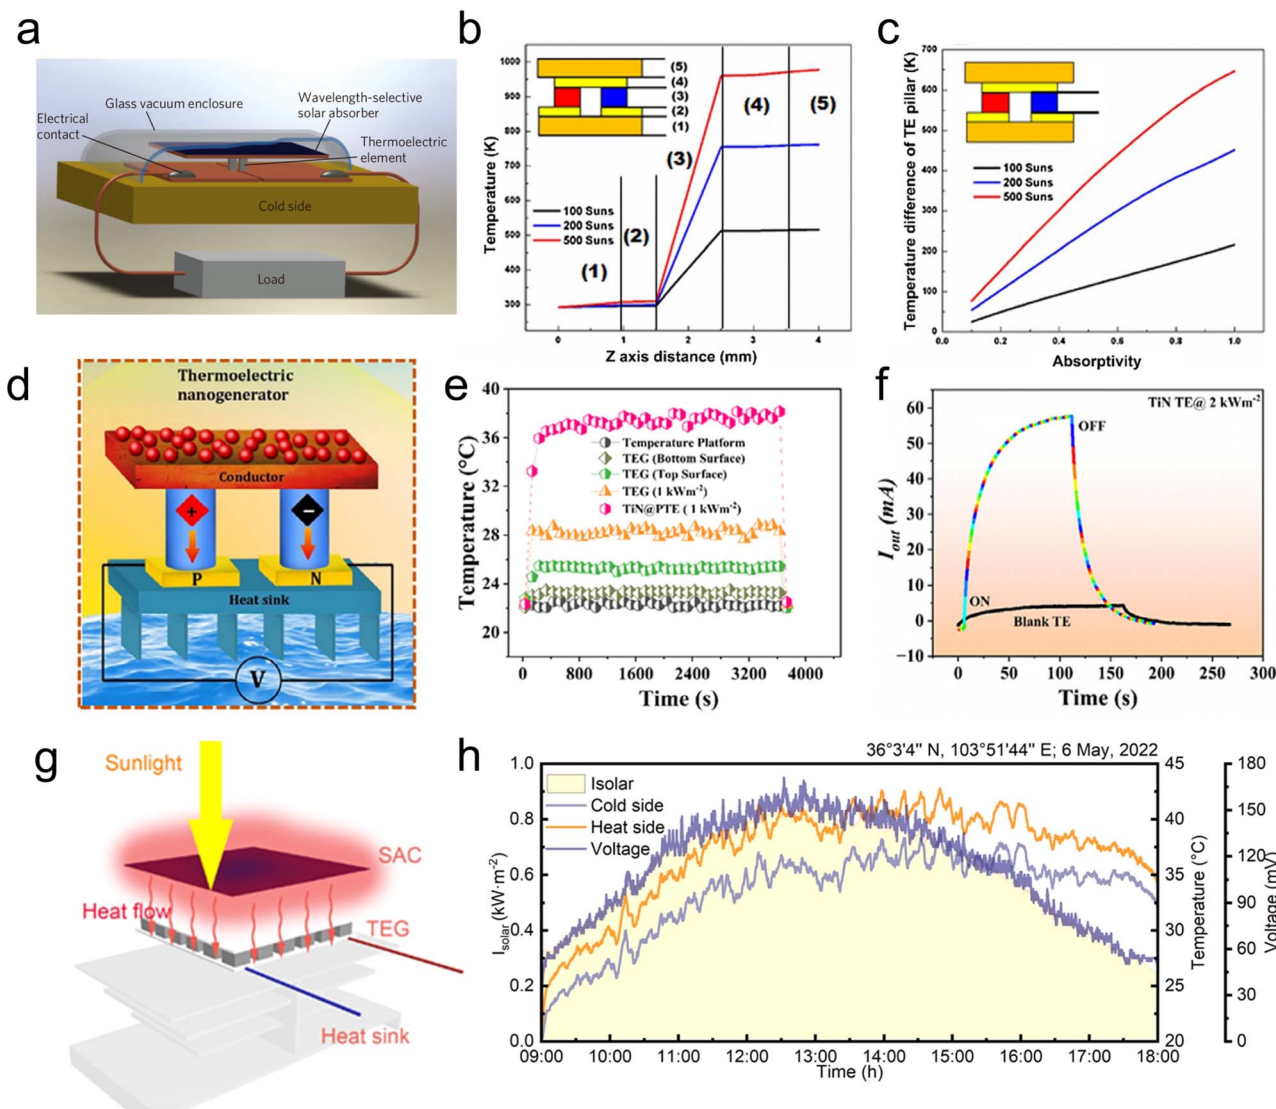 a
Glass vacuum enclosure
Wavelength-selective
solar absorber
Electrical
contact
Thermoelectric
element
Cold side
Load
b
1000
900
800
700
600
500
400
300
Temperature (K)
(5)
(4)
(3)
(2)
(1)
100 Suns
200 Suns
500 Suns
(1)
(2)
(3)
(4)
(5)
0
1
2
3
4
Z axis distance (mm)
c
700
600
500
400
300
200
100
0
Temperature difference of TE pillar (K)
100 Suns
200 Suns
500 Suns
0.0
0.2
0.4
0.6
0.8
1.0
Absorptivity
d
Thermoelectric
nanogenerator
Conductor
+
−
P
N
Heat sink
V
e
40
36
32
28
24
20
Temperature (°C)
Temperature Platform
TEG (Bottom Surface)
TEG (Top Surface)
TEG (1 kWm⁻²)
TiN@PTE ( 1 kWm⁻²)
0
800
1600
2400
3200
4000
Time (s)
f
TiN TE@ 2 kWm⁻²
60
50
40
30
20
10
0
−10
I_out (mA)
OFF
ON
Blank TE
0
50
100
150
200
250
300
Time (s)
g
Sunlight
SAC
Heat flow
TEG
Heat sink
h
36°3'4'' N, 103°51'44'' E; 6 May, 2022
1.0
0.8
0.6
0.4
0.2
0.0
I_solar (kW·m⁻²)
Isolar
Cold side
Heat side
Voltage
45
40
35
30
25
20
Temperature (°C)
180
150
120
90
60
30
0
Voltage (mV)
09:00
10:00
11:00
12:00
13:00
14:00
15:00
16:00
17:00
18:00
Time (h)